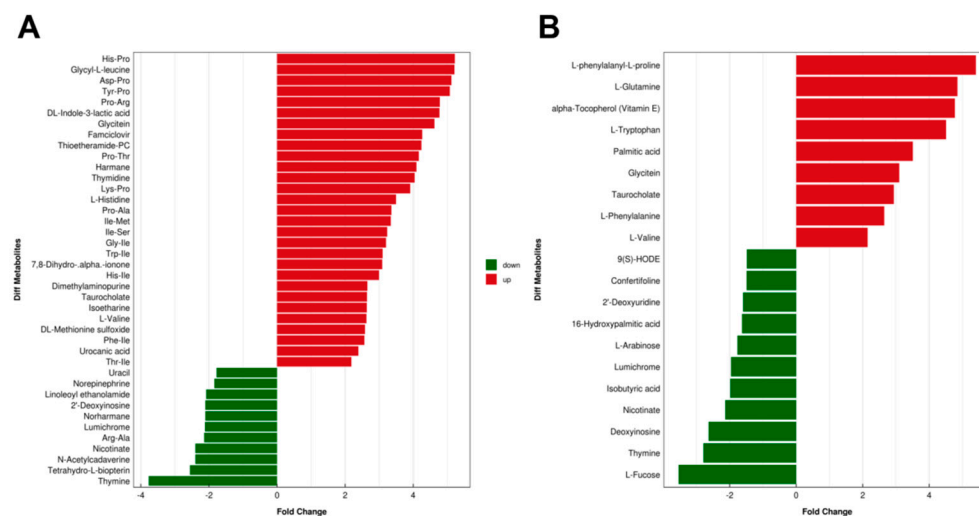 A
Diff Metabolites
His-Pro
Glycyl-L-leucine
Asp-Pro
Tyr-Pro
Pro-Arg
DL-Indole-3-lactic acid
Glycitein
Famciclovir
Thioetheramide-PC
Pro-Thr
Harmane
Thymidine
Lys-Pro
L-Histidine
Pro-Ala
Ile-Met
Ile-Ser
Gly-Ile
Trp-Ile
7,8-Dihydro-.alpha.-ionone
His-Ile
Dimethylaminopurine
Taurocholate
Isoetharine
L-Valine
DL-Methionine sulfoxide
Phe-Ile
Urocanic acid
Thr-Ile
Uracil
Norepinephrine
Linoleoyl ethanolamide
2'-Deoxyinosine
Norharmane
Lumichrome
Arg-Ala
Nicotinate
N-Acetylcadaverine
Tetrahydro-L-biopterin
Thymine
-4 -2 0 2 4
Fold Change
down
up
B
Diff Metabolites
L-phenylalanyl-L-proline
L-Glutamine
alpha-Tocopherol (Vitamin E)
L-Tryptophan
Palmitic acid
Glycitein
Taurocholate
L-Phenylalanine
L-Valine
9(S)-HODE
Confertifoline
2'-Deoxyuridine
16-Hydroxypalmitic acid
L-Arabinose
Lumichrome
Isobutyric acid
Nicotinate
Deoxyinosine
Thymine
L-Fucose
-2 0 2 4
Fold Change